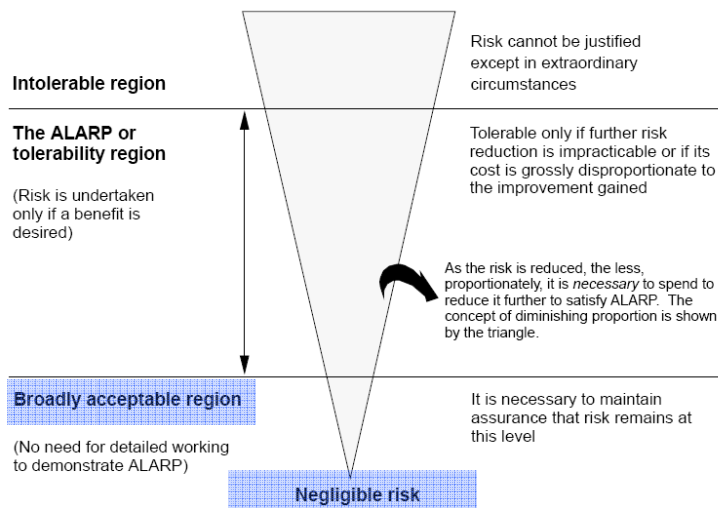 Risk cannot be justified
except in extraordinary
circumstances
Intolerable region
The ALARP or
tolerability region
(Risk is undertaken
only if a benefit is
desired)
Tolerable only if further risk
reduction is impracticable or if its
cost is grossly disproportionate to
the improvement gained
As the risk is reduced, the less,
proportionately, it is necessary to spend to
reduce it further to satisfy ALARP. The
concept of diminishing proportion is shown
by the triangle.
Broadly acceptable region
(No need for detailed working
to demonstrate ALARP)
It is necessary to maintain
assurance that risk remains at
this level
Negligible risk